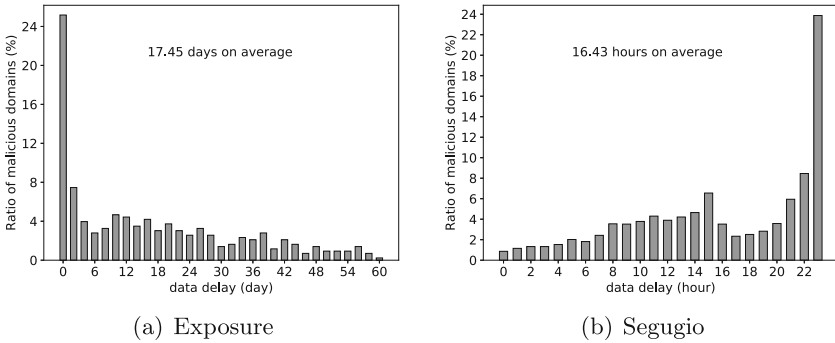 24
20
16
12
8
4
0
Ratio of malicious domains (%)
17.45 days on average
0 6 12 18 24 30 36 42 48 54 60
data delay (day)
(a) Exposure
24
22
20
18
16
14
12
10
8
6
4
2
0
Ratio of malicious domains (%)
16.43 hours on average
0 2 4 6 8 10 12 14 16 18 20 22
data delay (hour)
(b) Segugio